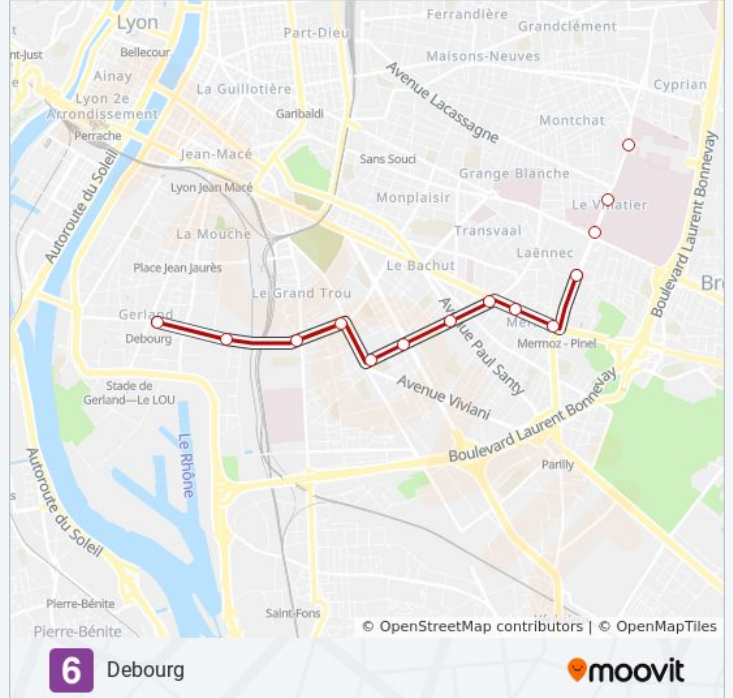 Ferrandière
Lyon
Grandclément
Part-Dieu
nt-Just
Bellecour
Maisons-Neuves
Ainay
La Guillotière
Avenue Lacassagne
Cyprian
e
Lyon 2e
Arrondissement
Garibaldi
Montchat
Perrache
Jean-Macé
Sans Souci
Grange Blanche
Lyon Jean Macé
Monplaisir
Le Vinatier
Autoroute du Soleil
La Mouche
Transvaal
Boulevard Laurent Bonnevay
Laënnec
Place Jean Jaurès
Le Bachut
Le Grand Trou
Br
Gerland
Debourg
Avenue Paul Santy
Mermoz - Pinel
Stade de
Gerland—Le LOU
Avenue Viviani
Boulevard Laurent Bonnevay
Le Rhône
Parilly
Autoroute du Soleil
s
Pierre-Bénite
Saint-Fons
Pierre-Bénite
© OpenStreetMap contributors | © OpenMapTiles
6 Debourg
moovit